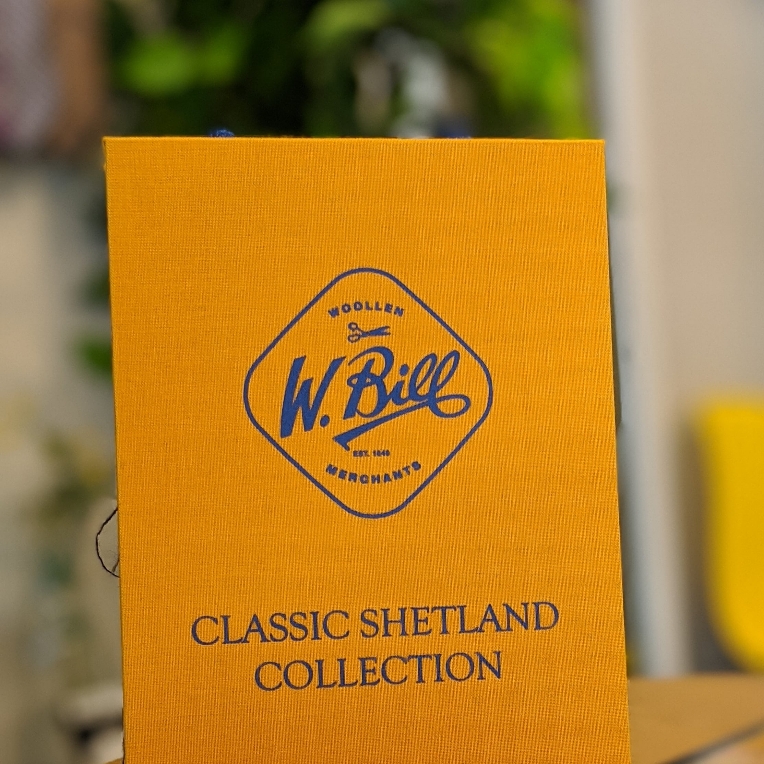 WOOLLEN
W. Bill
EST. 1846
MERCHANTS
CLASSIC SHETLAND
COLLECTION